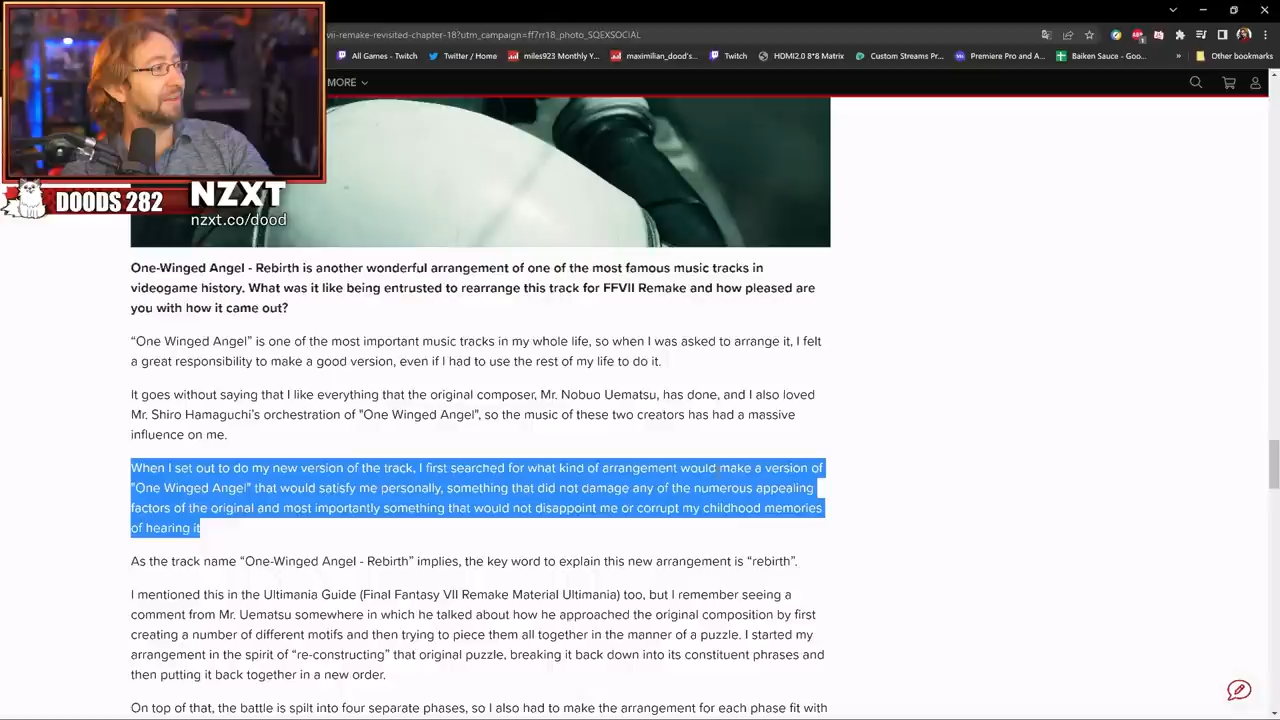 vii-remake-revisited-chapter-18?utm_campaign=ff7rr18_photo_SQEXSOCIAL
All Games - Twitch
Twitter / Home
miles923 Monthly Y...
maximilian_dood's...
Twitch
HDMI2.0 8*8 Matrix
Custom Streams Pr...
Premiere Pro and A...
Baiken Sauce - Goo...
»
Other bookmarks
MORE
NZXT
DOODS 282
nzxt.co/dood
One-Winged Angel - Rebirth is another wonderful arrangement of one of the most famous music tracks in
videogame history. What was it like being entrusted to rearrange this track for FFVII Remake and how pleased are
you with how it came out?
“One Winged Angel” is one of the most important music tracks in my whole life, so when I was asked to arrange it, I felt
a great responsibility to make a good version, even if I had to use the rest of my life to do it.
It goes without saying that I like everything that the original composer, Mr. Nobuo Uematsu, has done, and I also loved
Mr. Shiro Hamaguchi’s orchestration of "One Winged Angel", so the music of these two creators has had a massive
influence on me.
When I set out to do my new version of the track, I first searched for what kind of arrangement would make a version of
"One Winged Angel" that would satisfy me personally, something that did not damage any of the numerous appealing
factors of the original and most importantly something that would not disappoint me or corrupt my childhood memories
of hearing it
As the track name “One-Winged Angel - Rebirth” implies, the key word to explain this new arrangement is “rebirth”.
I mentioned this in the Ultimania Guide (Final Fantasy VII Remake Material Ultimania) too, but I remember seeing a
comment from Mr. Uematsu somewhere in which he talked about how he approached the original composition by first
creating a number of different motifs and then trying to piece them all together in the manner of a puzzle. I started my
arrangement in the spirit of “re-constructing” that original puzzle, breaking it back down into its constituent phrases and
then putting it back together in a new order.
On top of that, the battle is spilt into four separate phases, so I also had to make the arrangement for each phase fit with